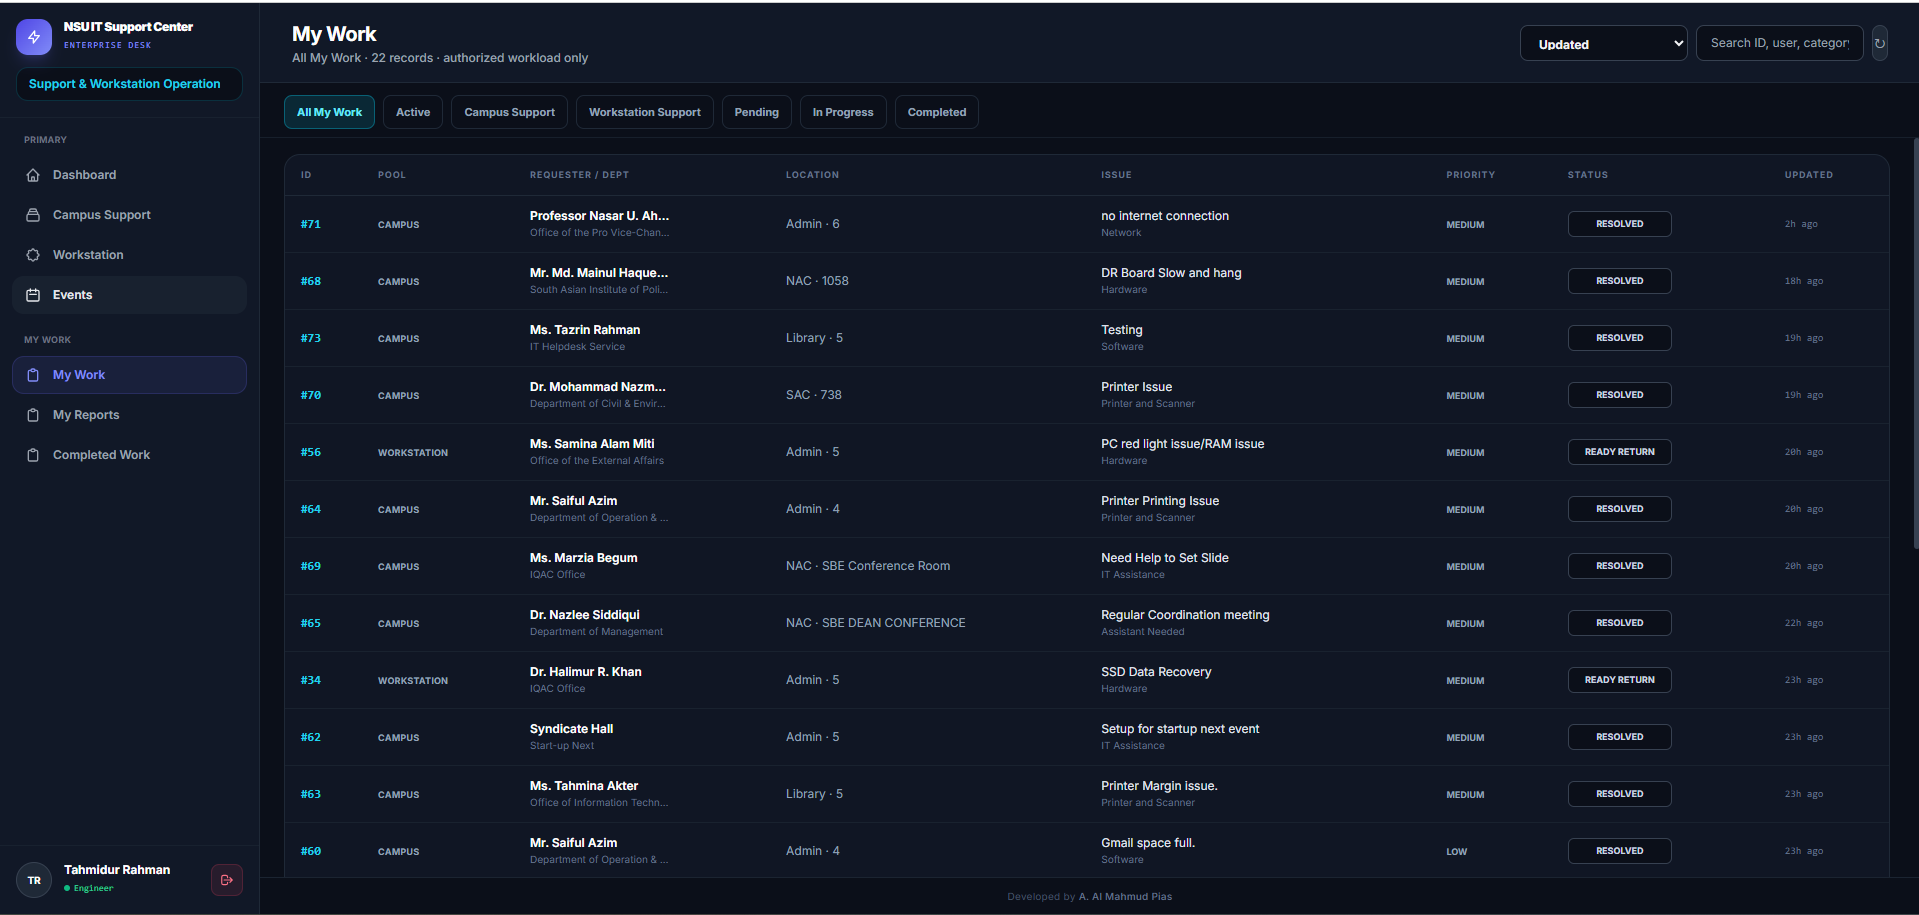 NSU IT Support Center
ENTERPRISE DESK
Support & Workstation Operation
PRIMARY
Dashboard
Campus Support
Workstation
Events
MY WORK
My Work
My Reports
Completed Work
TR
Tahmidur Rahman
Engineer
My Work
All My Work · 22 records · authorized workload only
Updated
Search ID, user, category
All My Work Active Campus Support Workstation Support Pending In Progress Completed
ID POOL REQUESTER / DEPT LOCATION ISSUE PRIORITY STATUS UPDATED
#71 CAMPUS Professor Nasar U. Ah... Admin · 6 no internet connection MEDIUM RESOLVED 2h ago
Office of the Pro Vice-Chan... Network
#68 CAMPUS Mr. Md. Mainul Haque... NAC · 1058 DR Board Slow and hang MEDIUM RESOLVED 18h ago
South Asian Institute of Poli... Hardware
#73 CAMPUS Ms. Tazrin Rahman Library · 5 Testing MEDIUM RESOLVED 19h ago
IT Helpdesk Service Software
#70 CAMPUS Dr. Mohammad Nazm... SAC · 738 Printer Issue MEDIUM RESOLVED 19h ago
Department of Civil & Envir... Printer and Scanner
#56 WORKSTATION Ms. Samina Alam Miti Admin · 5 PC red light issue/RAM issue MEDIUM READY RETURN 20h ago
Office of the External Affairs Hardware
#64 CAMPUS Mr. Saiful Azim Admin · 4 Printer Printing Issue MEDIUM RESOLVED 20h ago
Department of Operation & ... Printer and Scanner
#69 CAMPUS Ms. Marzia Begum NAC · SBE Conference Room Need Help to Set Slide MEDIUM RESOLVED 20h ago
IQAC Office IT Assistance
#65 CAMPUS Dr. Nazlee Siddiqui NAC · SBE DEAN CONFERENCE Regular Coordination meeting MEDIUM RESOLVED 22h ago
Department of Management Assistant Needed
#34 WORKSTATION Dr. Halimur R. Khan Admin · 5 SSD Data Recovery MEDIUM READY RETURN 23h ago
IQAC Office Hardware
#62 CAMPUS Syndicate Hall Admin · 5 Setup for startup next event MEDIUM RESOLVED 23h ago
Start-up Next IT Assistance
#63 CAMPUS Ms. Tahmina Akter Library · 5 Printer Margin issue. MEDIUM RESOLVED 23h ago
Office of Information Techn... Printer and Scanner
#60 CAMPUS Mr. Saiful Azim Admin · 4 Gmail space full. LOW RESOLVED 23h ago
Department of Operation & ... Software
Developed by A. Al Mahmud Pias